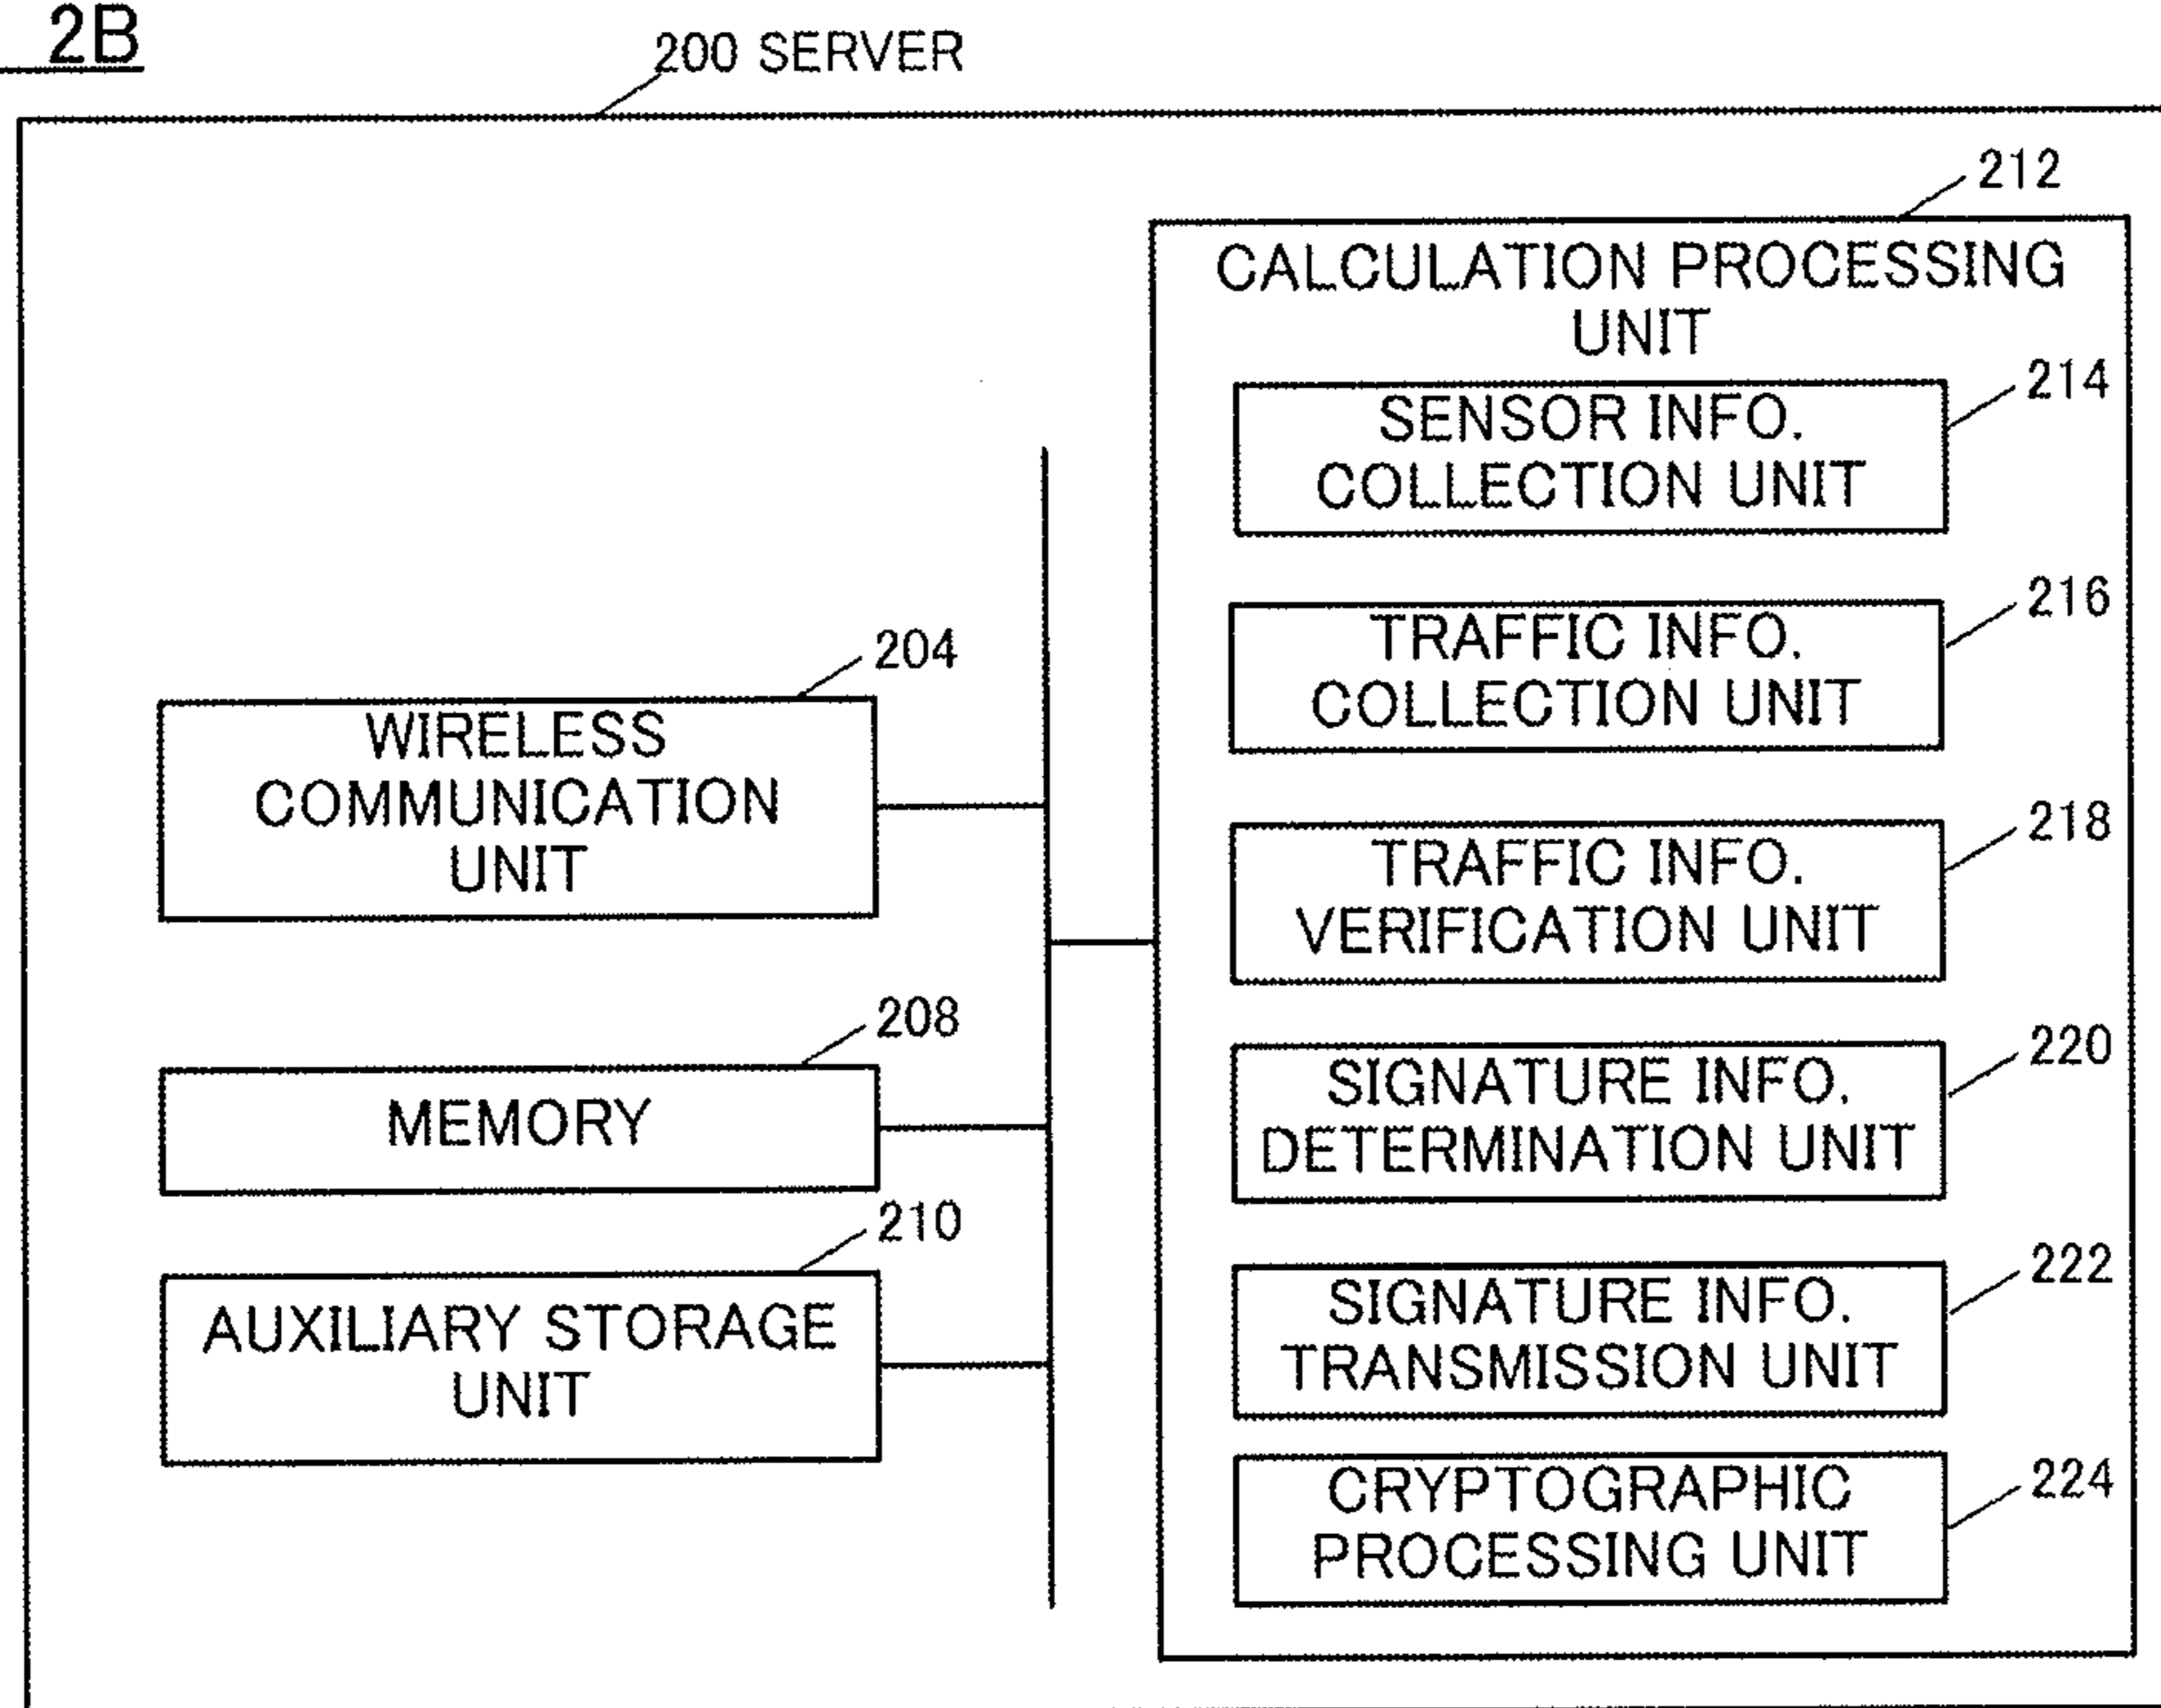 2B
200 SERVER
212
CALCULATION PROCESSING
UNIT
214
SENSOR INFO.
COLLECTION UNIT
216
TRAFFIC INFO.
COLLECTION UNIT
204
WIRELESS
COMMUNICATION
UNIT
218
TRAFFIC INFO.
VERIFICATION UNIT
208
MEMORY
220
SIGNATURE INFO.
DETERMINATION UNIT
210
AUXILIARY STORAGE
UNIT
222
SIGNATURE INFO.
TRANSMISSION UNIT
224
CRYPTOGRAPHIC
PROCESSING UNIT